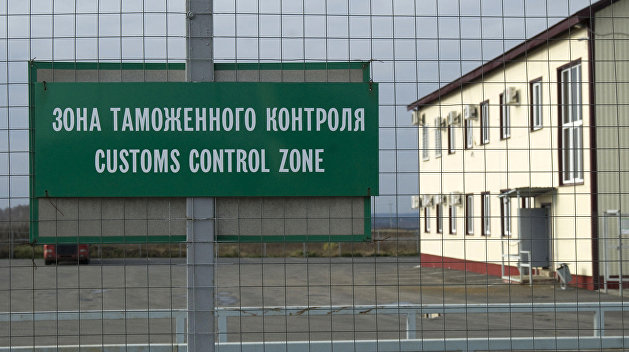 ЗОНА ТАМОЖЕННОГО КОНТРОЛЯ
CUSTOMS CONTROL ZONE